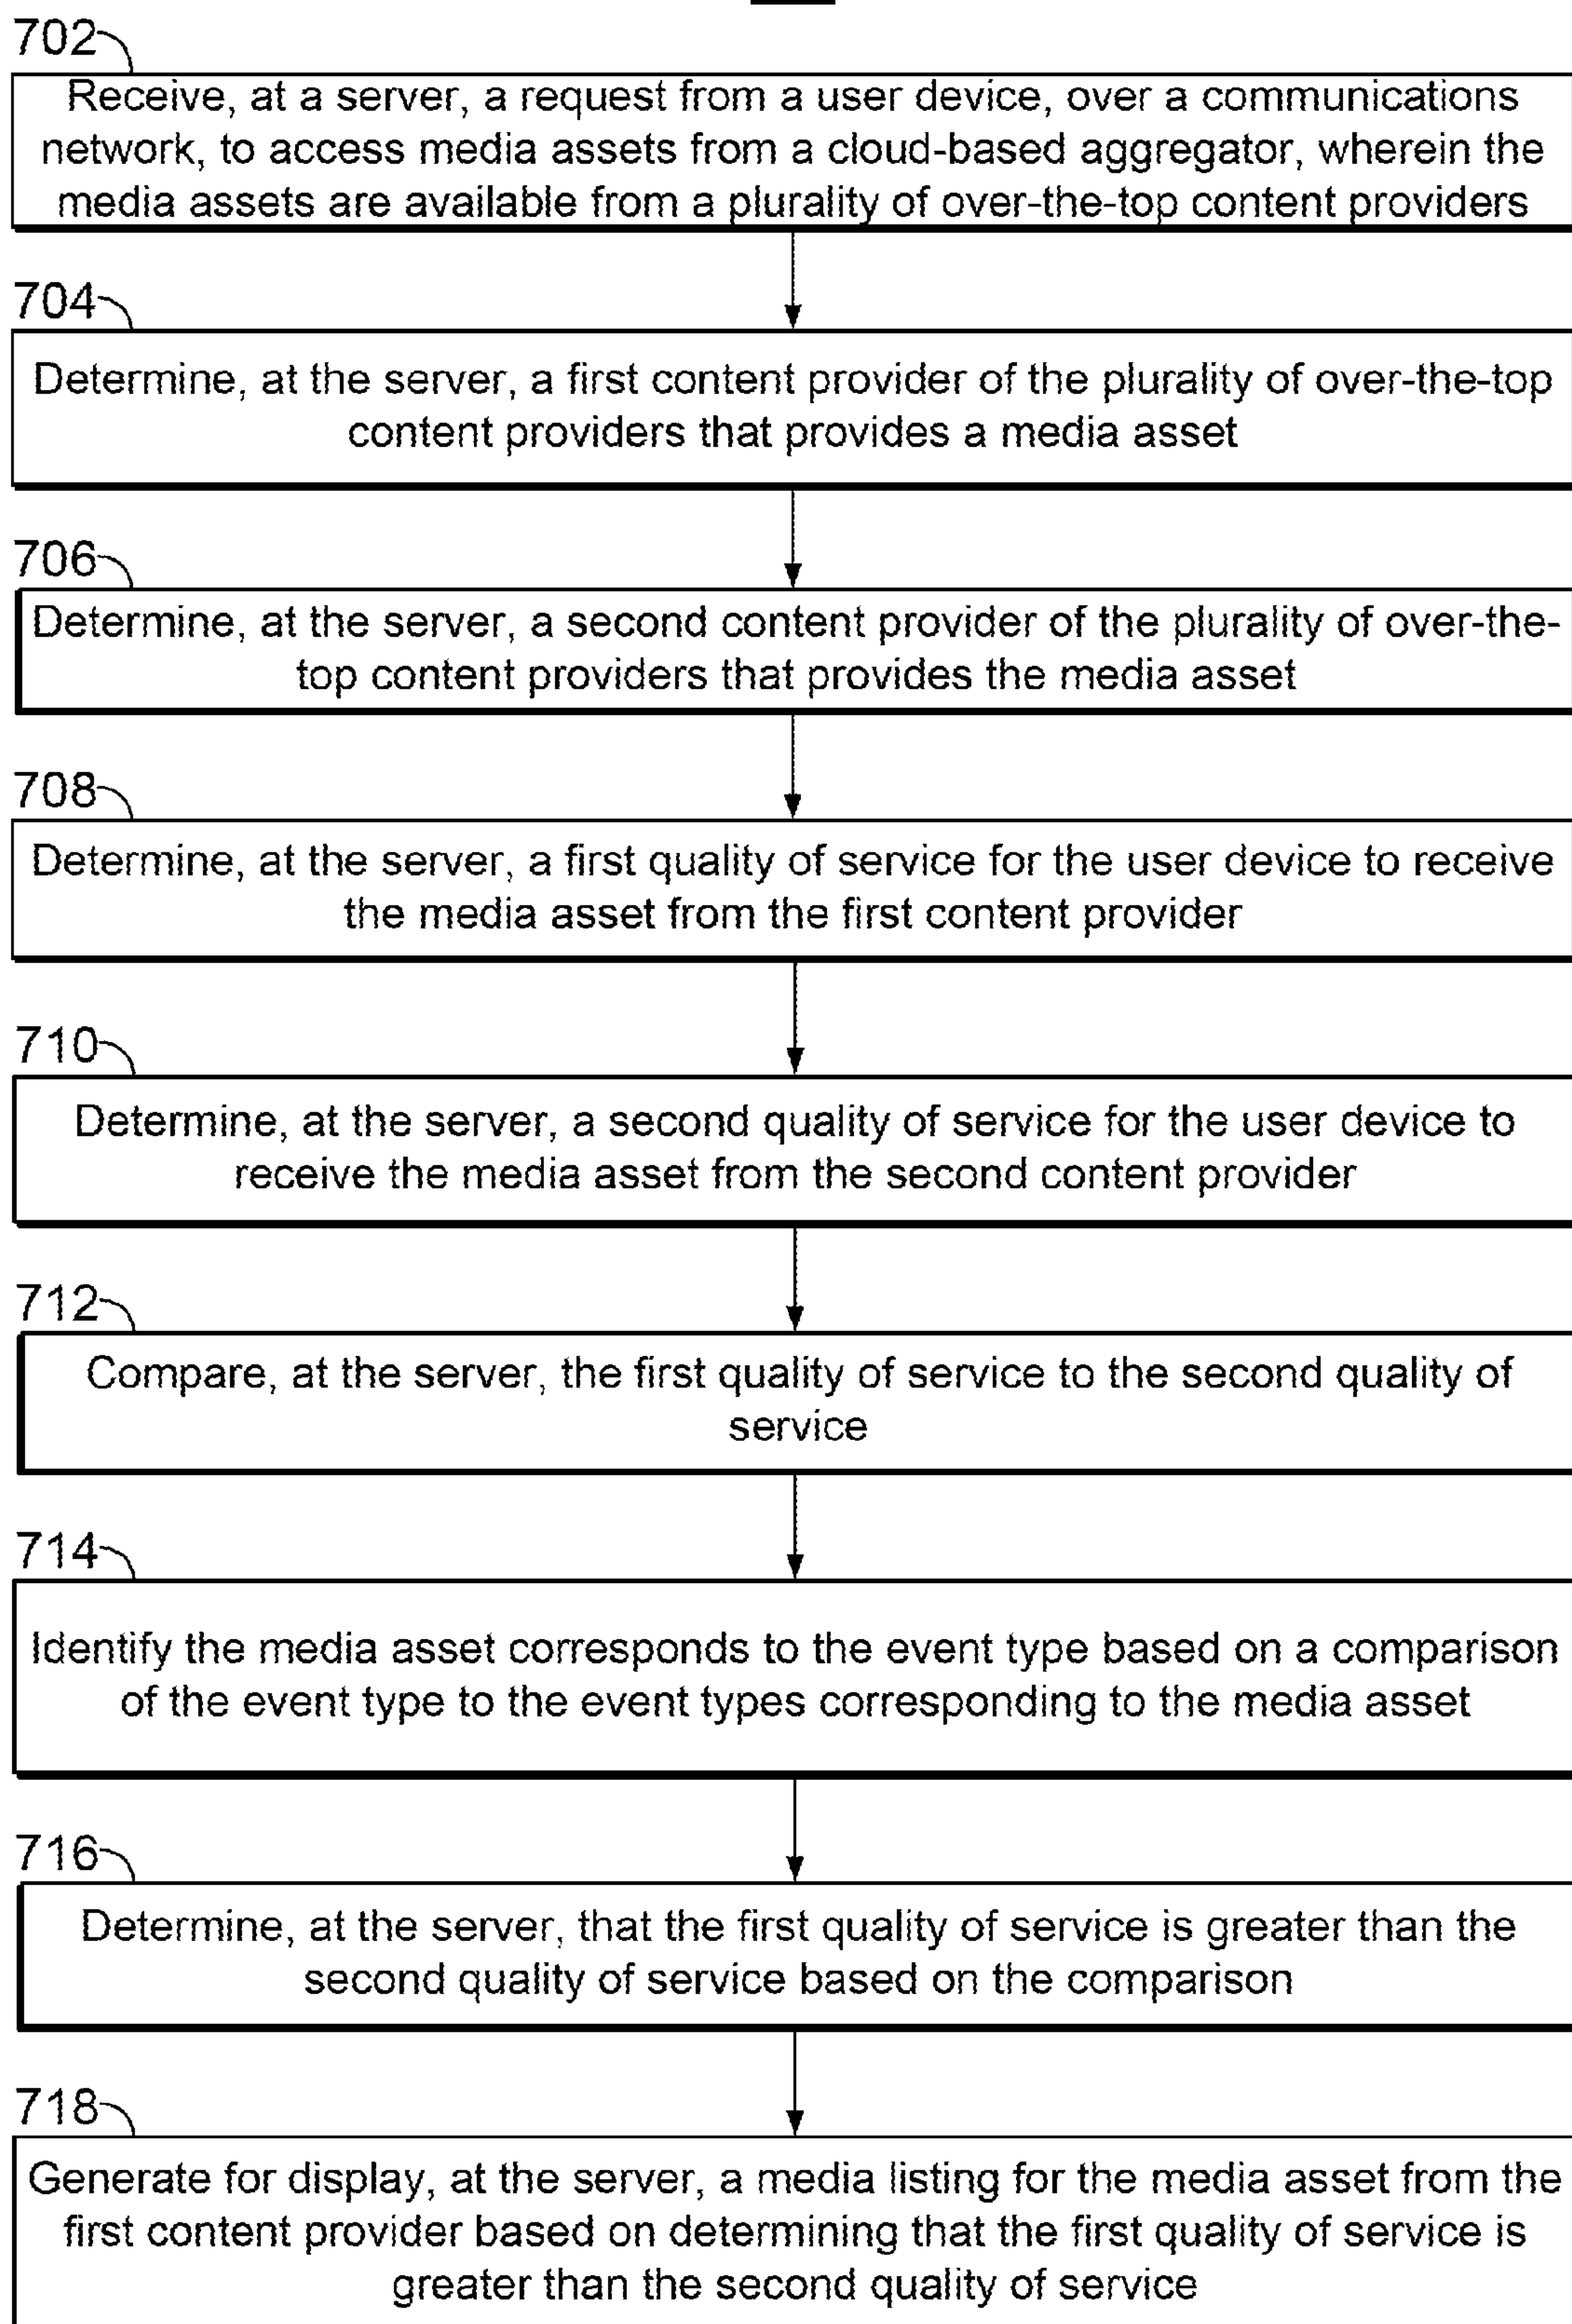 702
Receive, at a server, a request from a user device, over a communications
network, to access media assets from a cloud-based aggregator, wherein the
media assets are available from a plurality of over-the-top content providers
704
Determine, at the server, a first content provider of the plurality of over-the-top
content providers that provides a media asset
706
Determine, at the server, a second content provider of the plurality of over-the-
top content providers that provides the media asset
708
Determine, at the server, a first quality of service for the user device to receive
the media asset from the first content provider
710
Determine, at the server, a second quality of service for the user device to
receive the media asset from the second content provider
712
Compare, at the server, the first quality of service to the second quality of
service
714
Identify the media asset corresponds to the event type based on a comparison
of the event type to the event types corresponding to the media asset
716
Determine, at the server, that the first quality of service is greater than the
second quality of service based on the comparison
718
Generate for display, at the server, a media listing for the media asset from the
first content provider based on determining that the first quality of service is
greater than the second quality of service